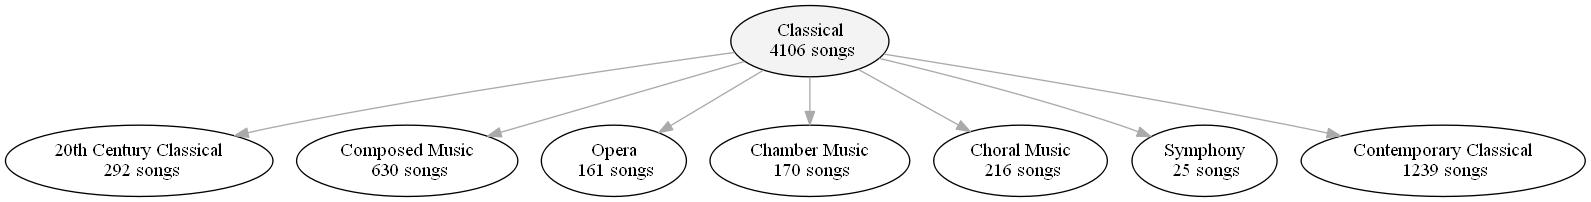 Classical
4106 songs
20th Century Classical
292 songs
Composed Music
630 songs
Opera
161 songs
Chamber Music
170 songs
Choral Music
216 songs
Symphony
25 songs
Contemporary Classical
1239 songs